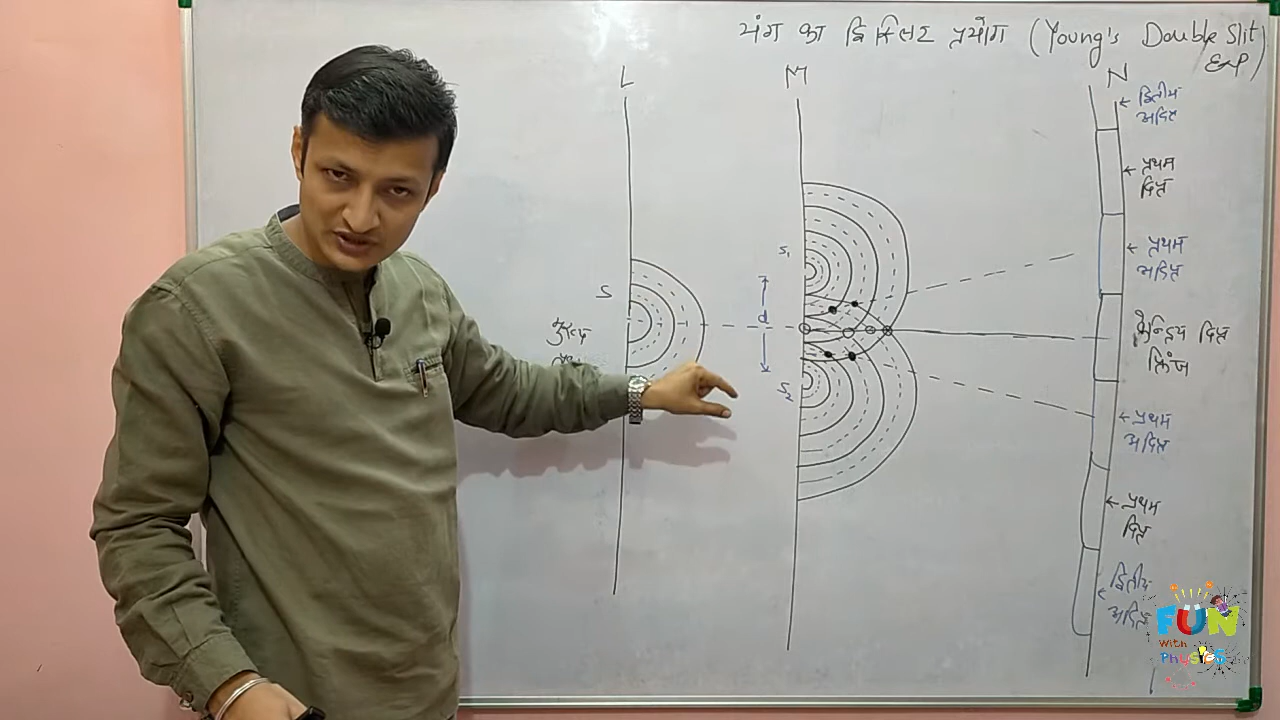 यंग का द्वि स्लिट प्रयोग (Young's Double Slit
Exp)
L
M
N
S
S₁
d
S₂
मुख्य
द्वितीय
अदिप्त
प्रथम
दिप्त
प्रथम
अदिप्त
केन्द्रिय दिप्त
फ्रिंज
प्रथम
अदिप्त
प्रथम
दिप्त
द्वितीय
अदिप्त
FUN
With
Physics